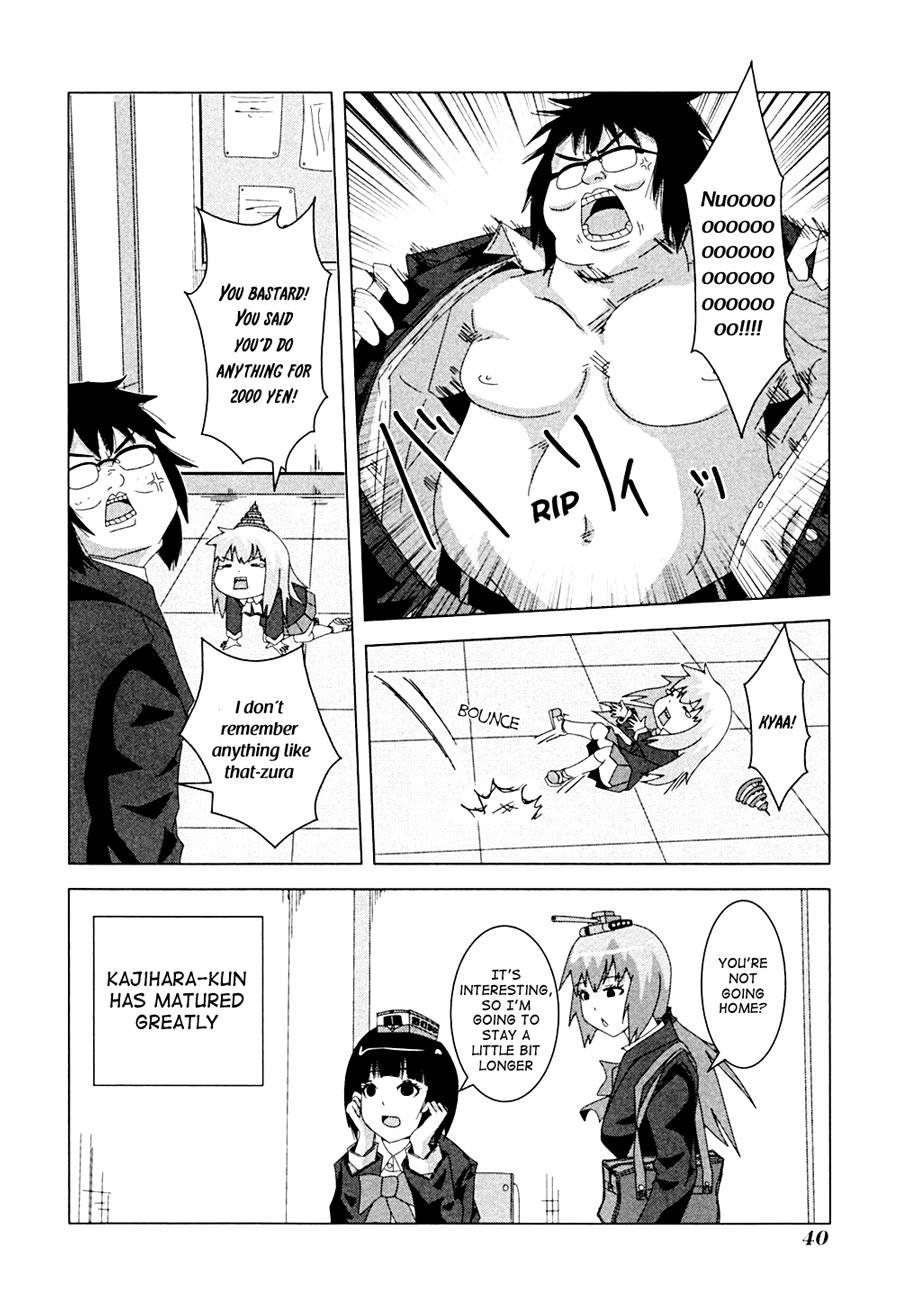 Nuoooo
oooooo
oooooo
oooooo
oooooo
oo!!!!
バリッ
RIP
KYAA!
BOUNCE
YOU BASTARD!
YOU SAID
YOU'D DO
ANYTHING FOR
2000 YEN!
I don't
remember
anything like
that-zura
YOU'RE
NOT
GOING
HOME?
IT'S
INTERESTING,
SO I'M
GOING TO
STAY A
LITTLE BIT
LONGER
KAJIHARA-KUN
HAS MATURED
GREATLY
40